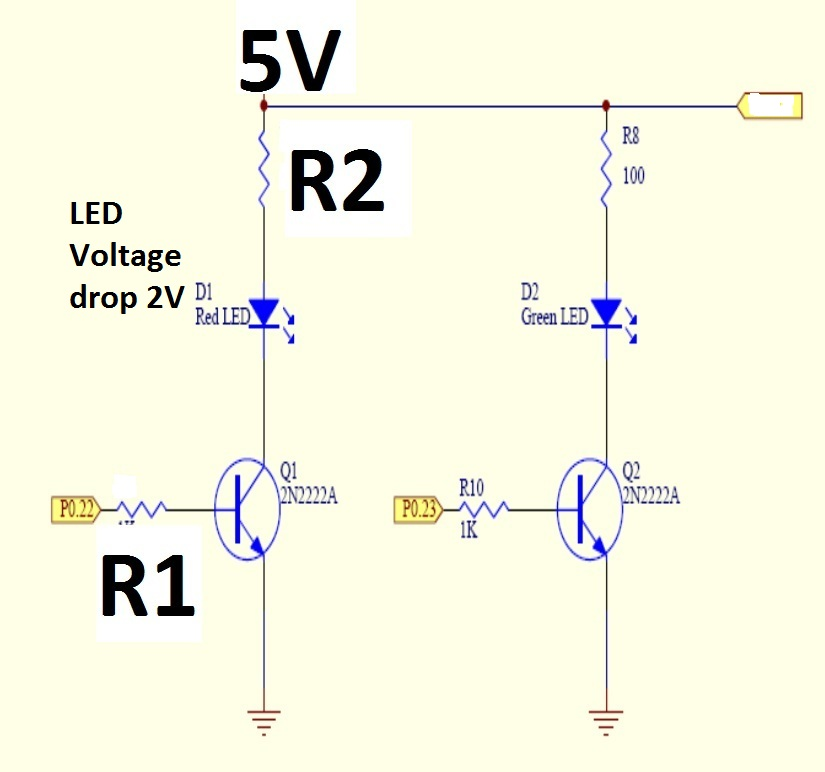 5V
R2
R8
100
LED
Voltage
drop 2V
D1
Red LED
D2
Green LED
Q1
2N2222A
Q2
2N2222A
P0.22
P0.23
R10
1K
R1